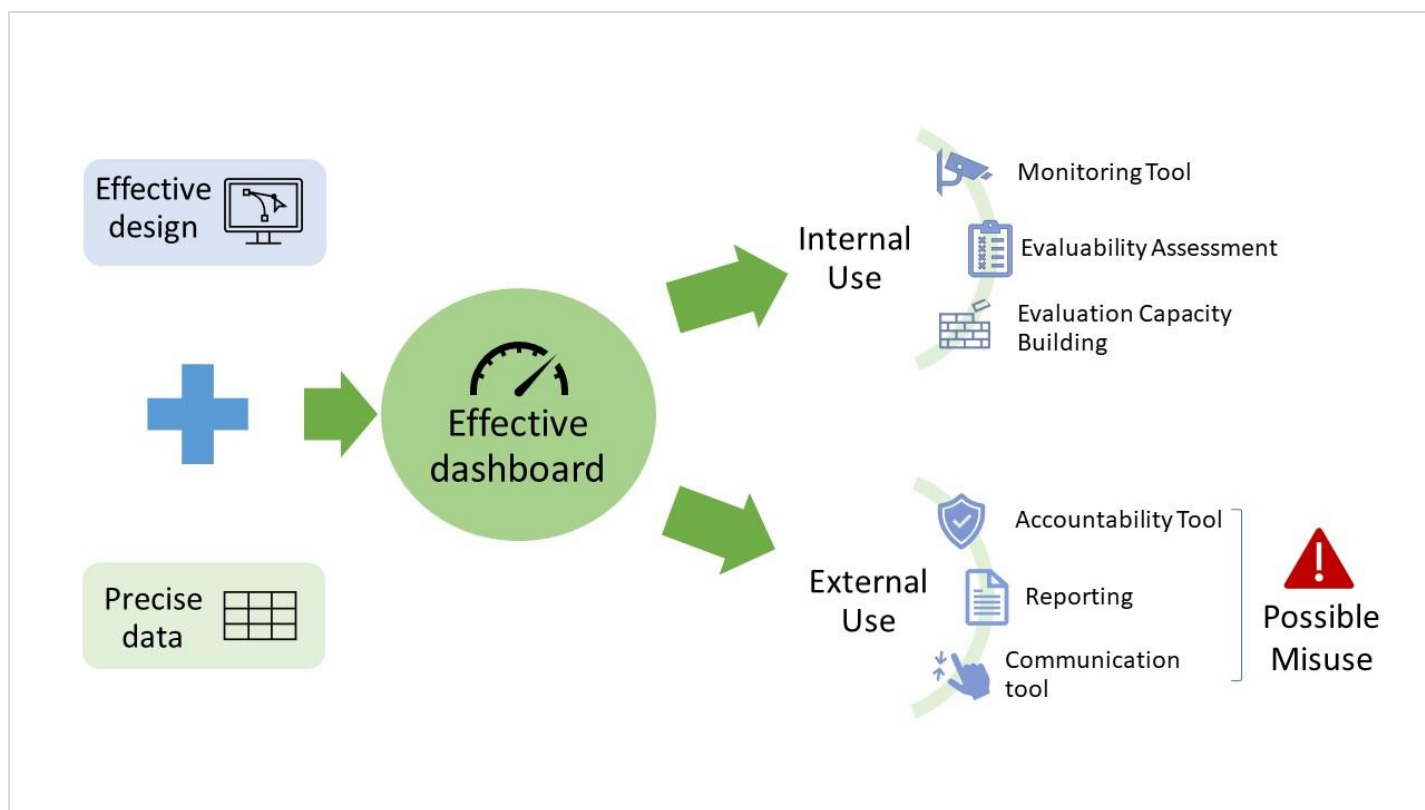 Effective
design
Precise
data
Effective
dashboard
Internal
Use
Monitoring Tool
Evaluability Assessment
Evaluation Capacity
Building
External
Use
Accountability Tool
Reporting
Communication
tool
Possible
Misuse